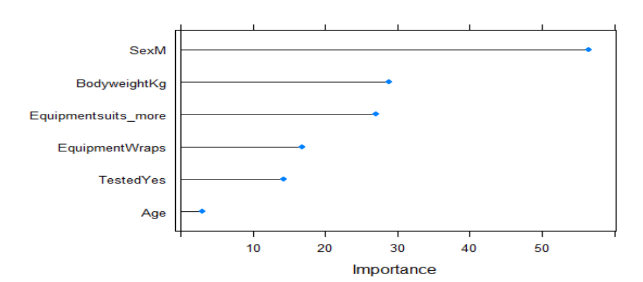 SexM
BodyweightKg
Equipmentsuits_more
EquipmentWraps
TestedYes
Age
10 20 30 40 50
Importance